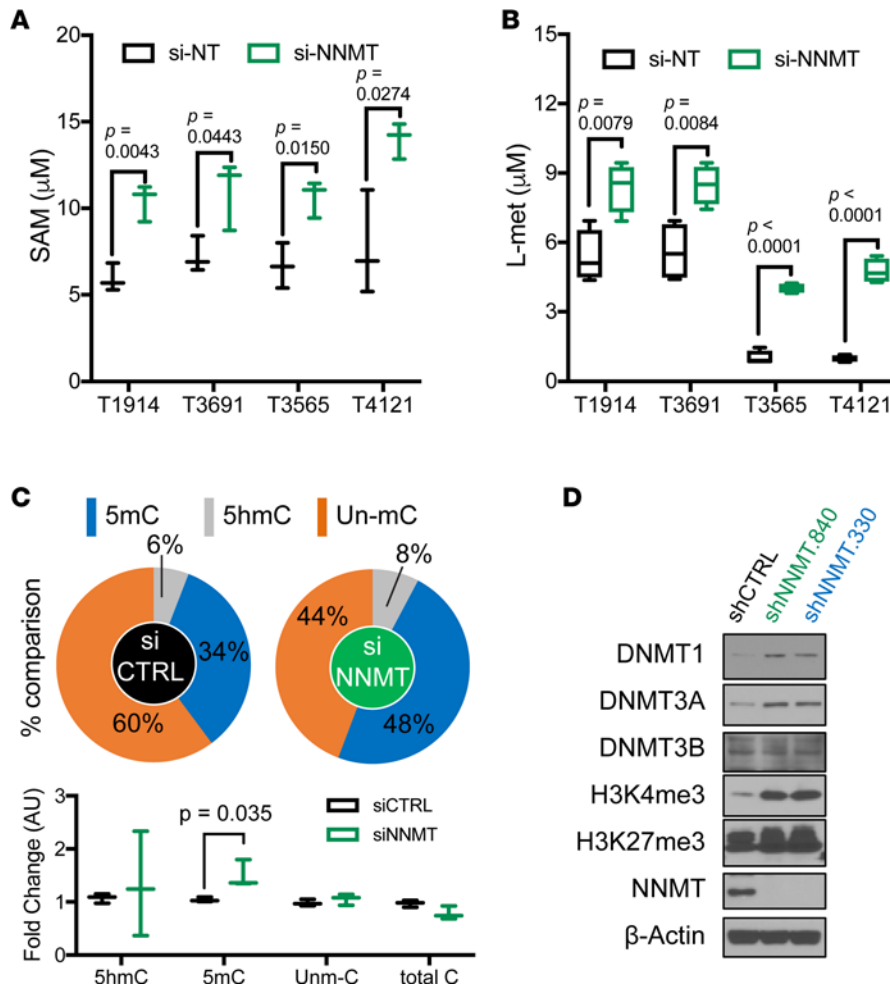 A
20
15
10
5
0
SAM (μM)
si-NT si-NNMT
p =
0.0043
p =
0.0443
p =
0.0150
p =
0.0274
T1914 T3691 T3565 T4121
B
15
12
9
6
3
0
L-met (μM)
si-NT si-NNMT
p =
0.0079
p =
0.0084
p <
0.0001
p <
0.0001
T1914 T3691 T3565 T4121
C
5mC 5hmC Un-mC
% comparison
6%
34%
60%
si
CTRL
8%
44%
48%
si
NNMT
3
2
1
0
Fold Change (AU)
p = 0.035
siCTRL
siNNMT
5hmC 5mC Unm-C total C
D
shCTRL
shNNMT.840
shNNMT.330
DNMT1
DNMT3A
DNMT3B
H3K4me3
H3K27me3
NNMT
β-Actin